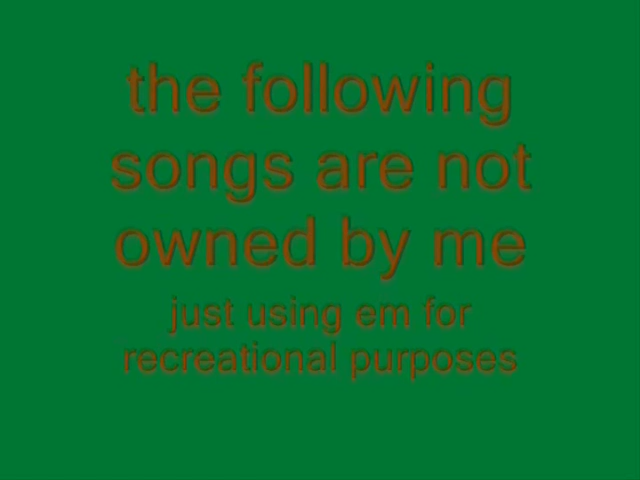 the following
songs are not
owned by me
just using em for
recreational purposes